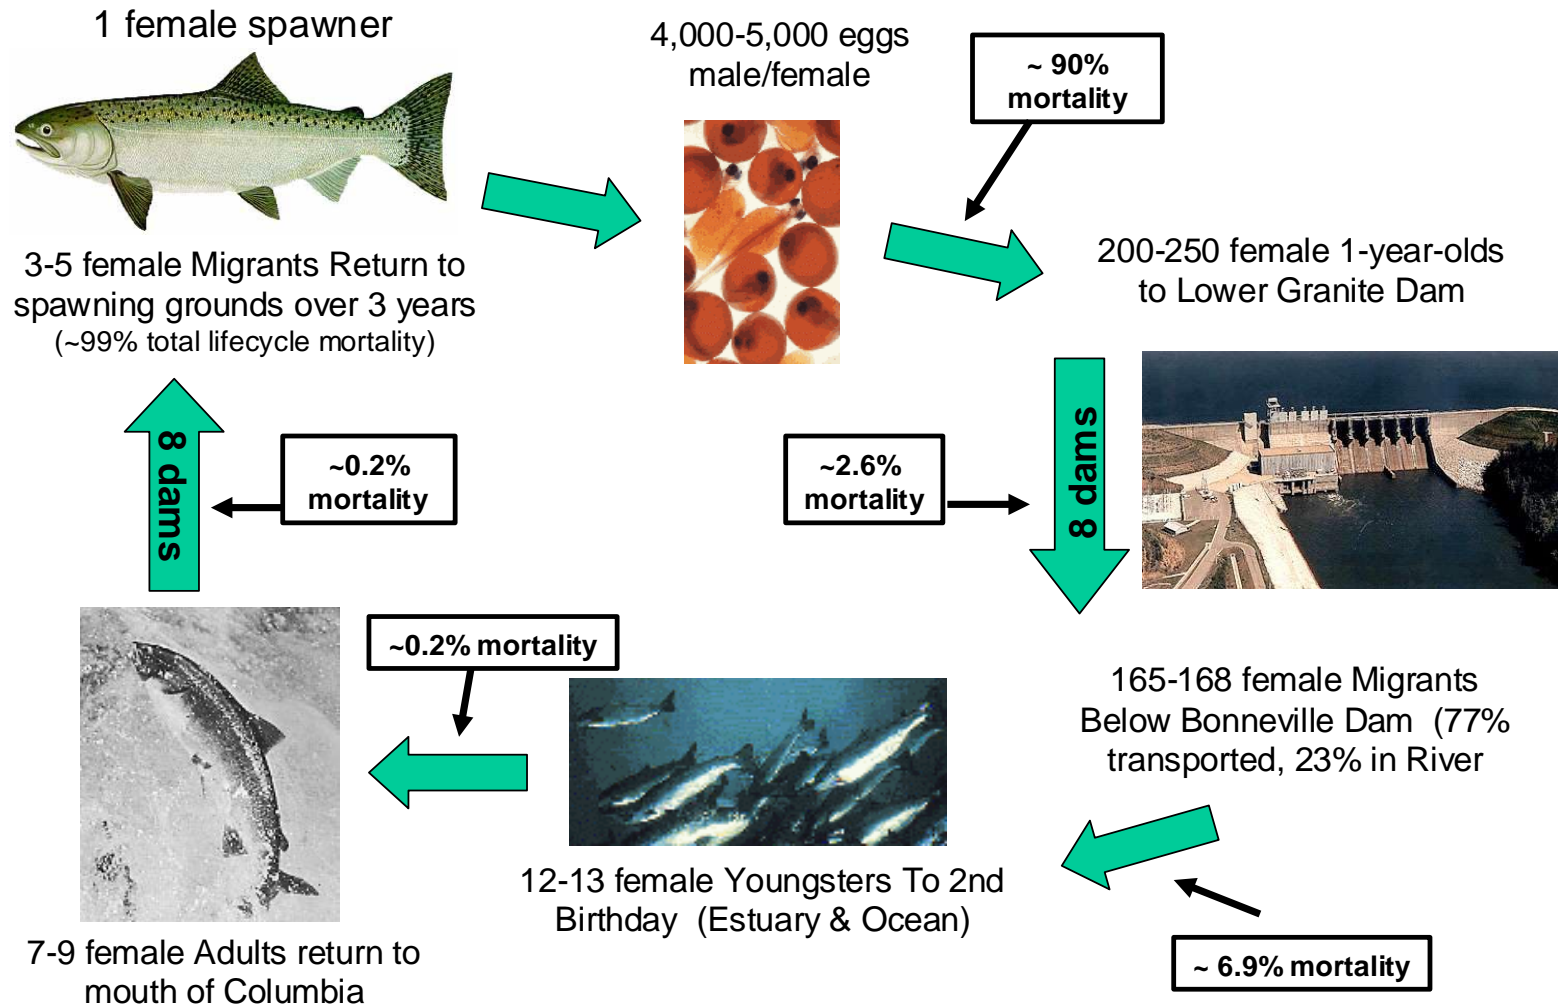 1 female spawner
4,000-5,000 eggs
male/female
~ 90%
mortality
200-250 female 1-year-olds
to Lower Granite Dam
8 dams
~2.6%
mortality
165-168 female Migrants
Below Bonneville Dam (77%
transported, 23% in River
~ 6.9% mortality
12-13 female Youngsters To 2nd
Birthday (Estuary & Ocean)
~0.2% mortality
7-9 female Adults return to
mouth of Columbia
8 dams
~0.2%
mortality
3-5 female Migrants Return to
spawning grounds over 3 years
(~99% total lifecycle mortality)